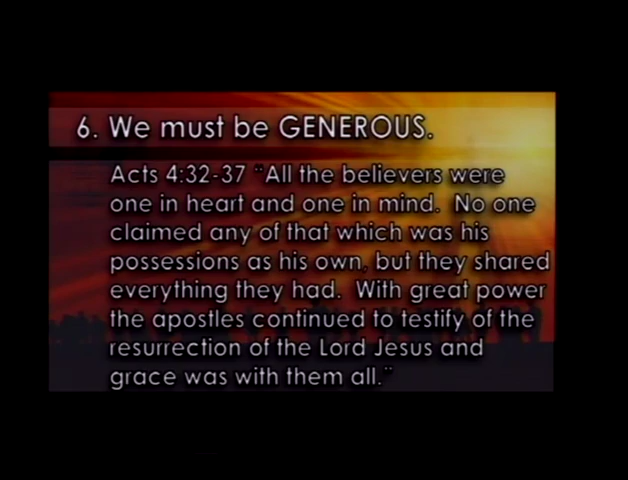 6. We must be GENEROUS.
Acts 4:32-37 "All the believers were
one in heart and one in mind. No one
claimed any of that which was his
possessions as his own, but they shared
everything they had. With great power
the apostles continued to testify of the
resurrection of the Lord Jesus and
grace was with them all."